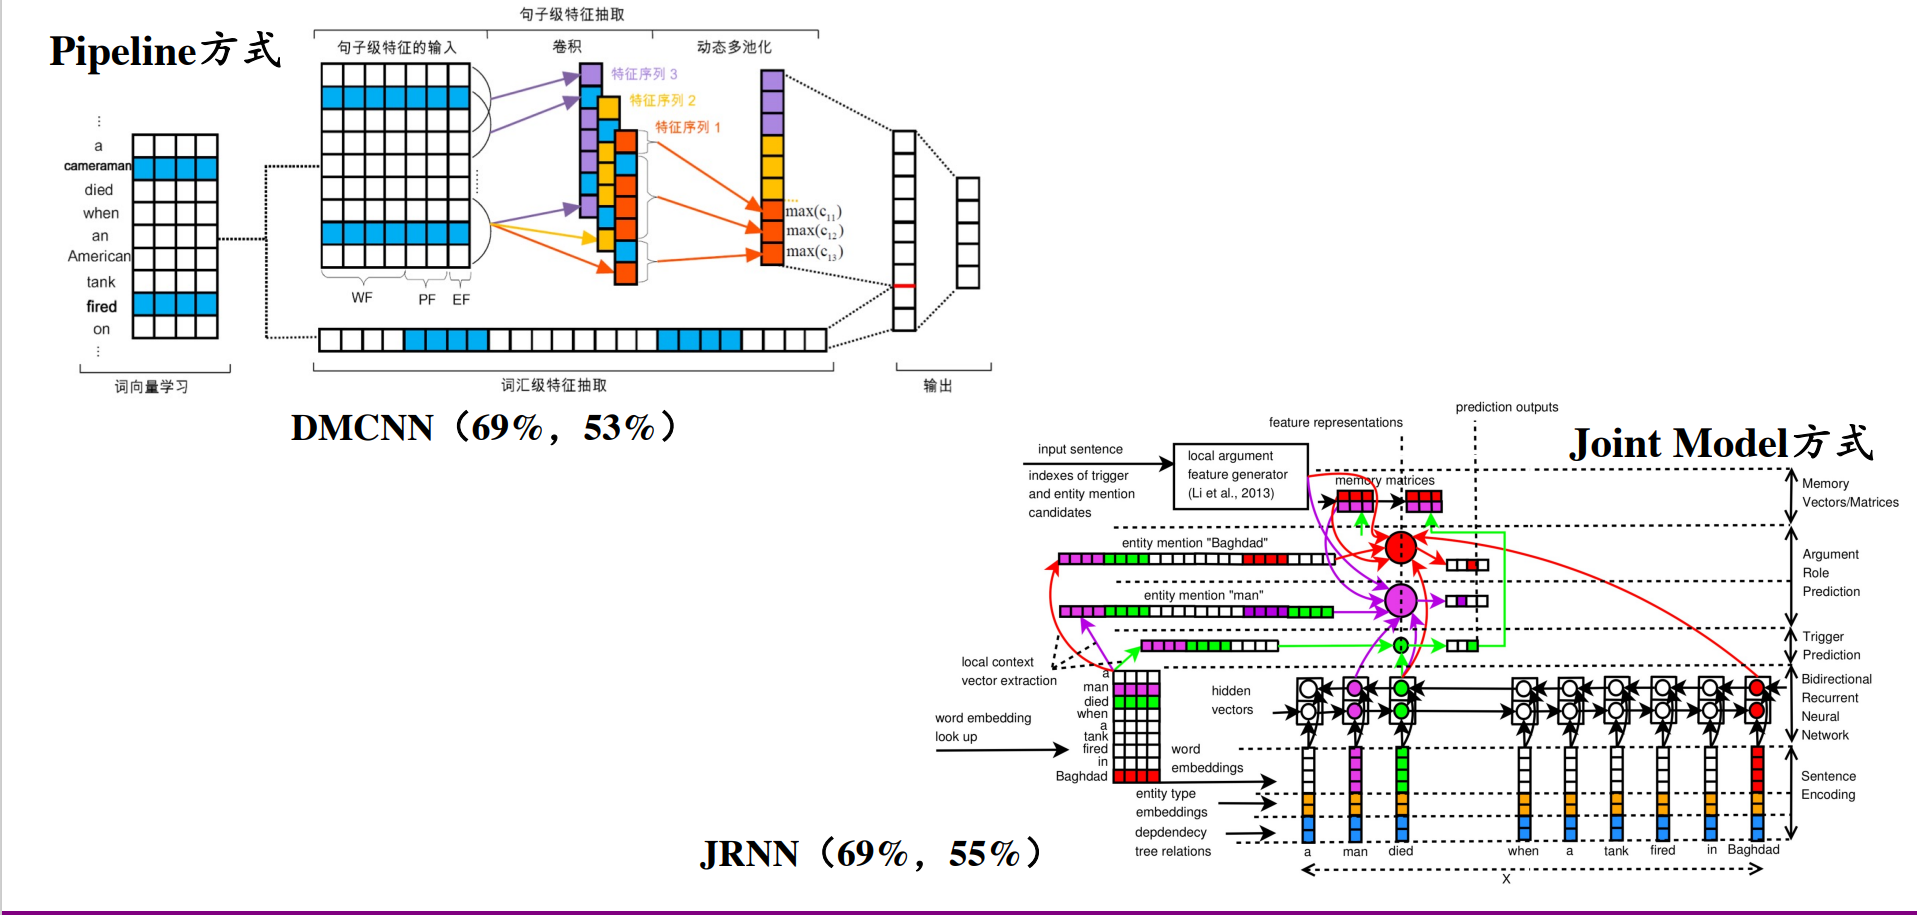 Pipeline方式
句子级特征抽取
句子级特征的输入
卷积
动态多池化
特征序列 3
特征序列 2
特征序列 1
⋮
a
cameraman
died
when
an
American
tank
fired
on
⋮
WF
PF
EF
max(c11)
max(c12)
max(c13)
词向量学习
词汇级特征抽取
输出
DMCNN（69%，53%）
Joint Model方式
feature representations
prediction outputs
input sentence
indexes of trigger
and entity mention
candidates
local argument
feature generator
(Li et al., 2013)
memory matrices
Memory
Vectors/Matrices
entity mention "Baghdad"
Argument
Role
Prediction
entity mention "man"
Trigger
Prediction
local context
vector extraction
a
man
died
when
a
tank
fired
in
Baghdad
word embedding
look up
hidden
vectors
Bidirectional
Recurrent
Neural
Network
word
embeddings
entity type
embeddings
depdendecy
tree relations
Sentence
Encoding
a man died when a tank fired in Baghdad
X
JRNN（69%，55%）